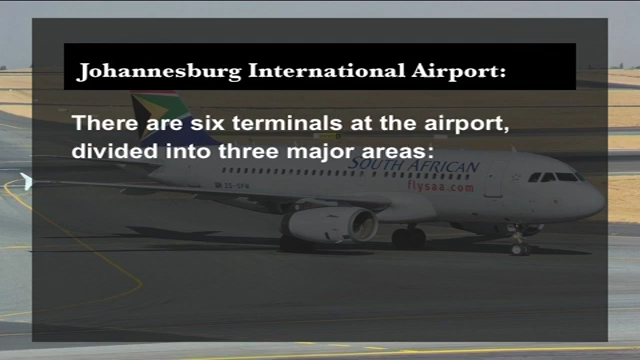 Johannesburg International Airport:
There are six terminals at the airport,
divided into three major areas:
SOUTH AFRICAN
flysaa.com